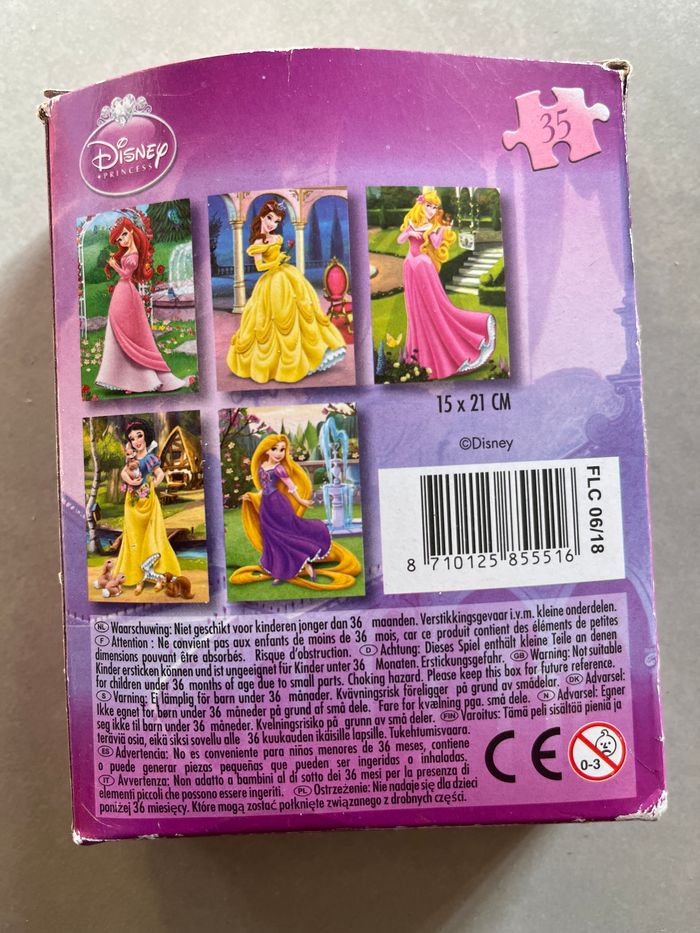 35
DISNEY
PRINCESS
15 x 21 CM
©Disney
FLC 06/18
8 710125 855516
NL Waarschuwing: Niet geschikt voor kinderen jonger dan 36 maanden. Verstikkingsgevaar i.v.m. kleine onderdelen.
F Attention : Ne convient pas aux enfants de moins de 36 mois, car ce produit contient des éléments de petites
dimensions pouvant être absorbés. Risque d'obstruction. D Achtung: Dieses Spiel enthält kleine Teile an denen
Kinder ersticken können und ist ungeeignet für Kinder unter 36 Monaten. Erstickungsgefahr. GB Warning: Not suitable
for children under 36 months of age due to small parts. Choking hazard. Please keep this box for future reference.
S Varning: Ej lämplig för barn under 36 månader. Kvävningsrisk föreligger på grund av smådelar. DK Advarsel:
Ikke egnet for børn under 36 måneder på grund af små dele. Fare for kvælning pga. små dele. N Advarsel: Egner
seg ikke til barn under 36 måneder. Kvelningsrisiko på grunn av små deler. FIN Varoitus: Tämä peli sisältöä pieniä ja
teräviä osia, eikä siksi sovellu alle 36 kuukauden ikäisille lapsille. Tukehtumisvaara.
ES Advertencia: No es conveniente para niños menores de 36 meses, contiene
o puede generar piezas pequeñas que pueden ser ingeridas o inhaladas.
IT Avvertenza: Non adatto a bambini al di sotto dei 36 mesi per la presenza di
elementi piccoli che possono essere ingeriti. PL Ostrzeżenie: Nie nadaje się dla dzieci
poniżej 36 miesięcy. Które mogą zostać połknięte związanego z drobnych części.
CE
0-3